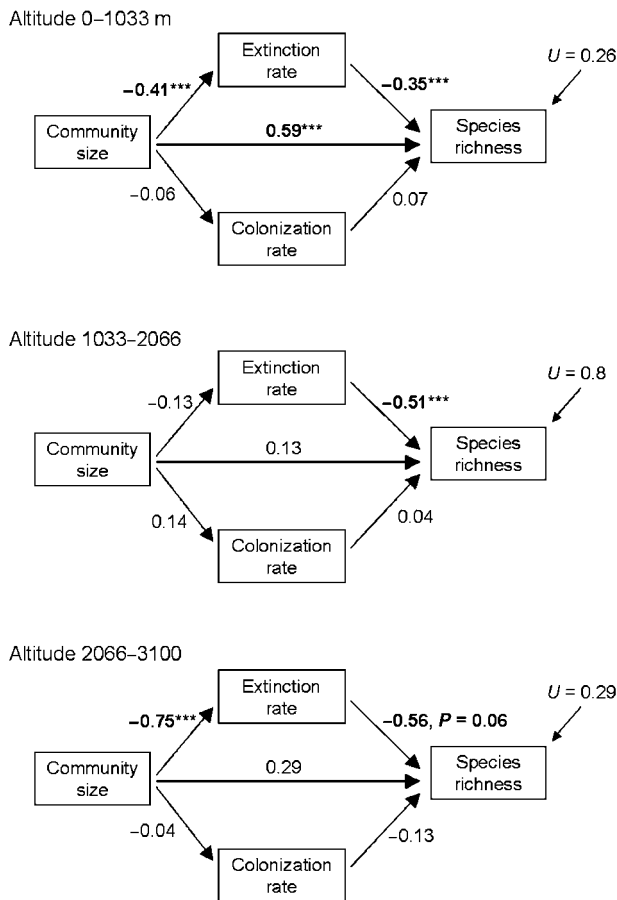 Altitude 0–1033 m
Extinction
rate
U = 0.26
–0.41***
–0.35***
Community
size
0.59***
Species
richness
–0.06
0.07
Colonization
rate
Altitude 1033–2066
Extinction
rate
U = 0.8
–0.13
–0.51***
Community
size
0.13
Species
richness
0.14
0.04
Colonization
rate
Altitude 2066–3100
Extinction
rate
U = 0.29
–0.75***
–0.56, P = 0.06
Community
size
0.29
Species
richness
–0.04
–0.13
Colonization
rate